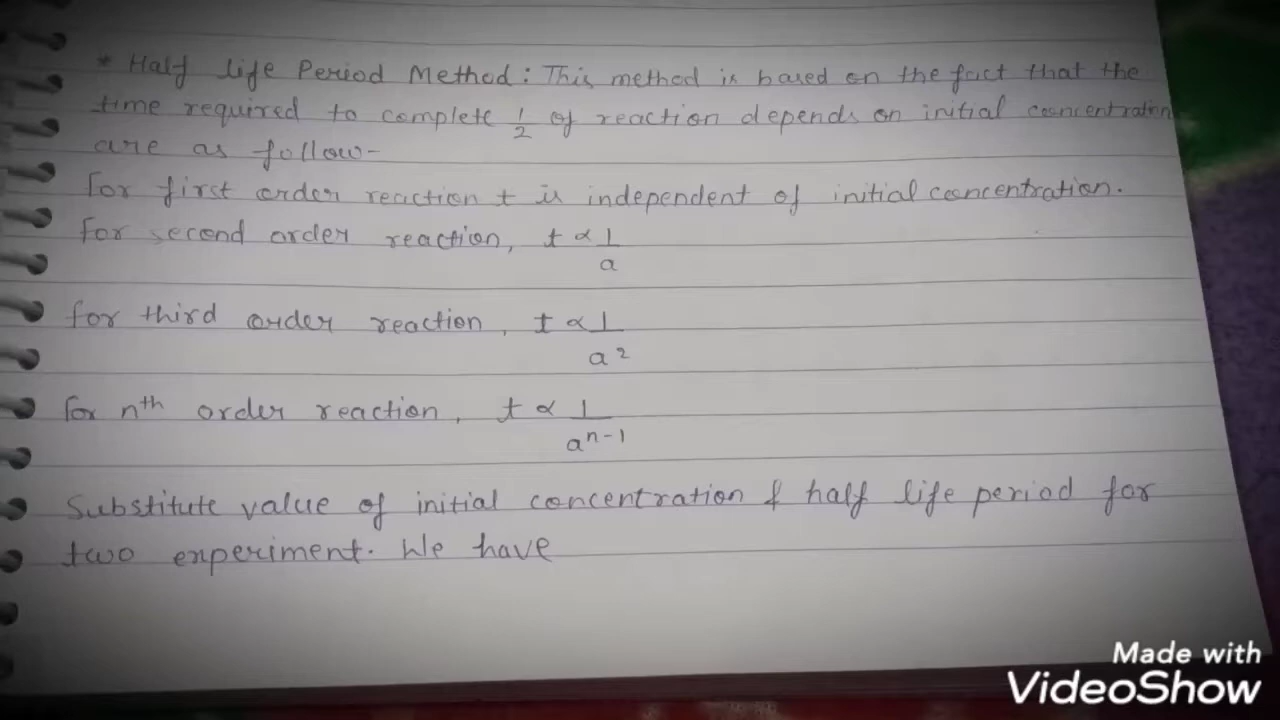 * Half life Period Method: This method is based on the fact that the
time required to complete 1/2 of reaction depends on initial concentration
are as follow-
For first order reaction t is independent of initial concentration.
For second order reaction, t ∝ 1/a
for third order reaction, t ∝ 1/a²
for nᵗʰ order reaction, t ∝ 1/aⁿ⁻¹
Substitute value of initial concentration & half life period for
two experiment. We have
Made with
VideoShow